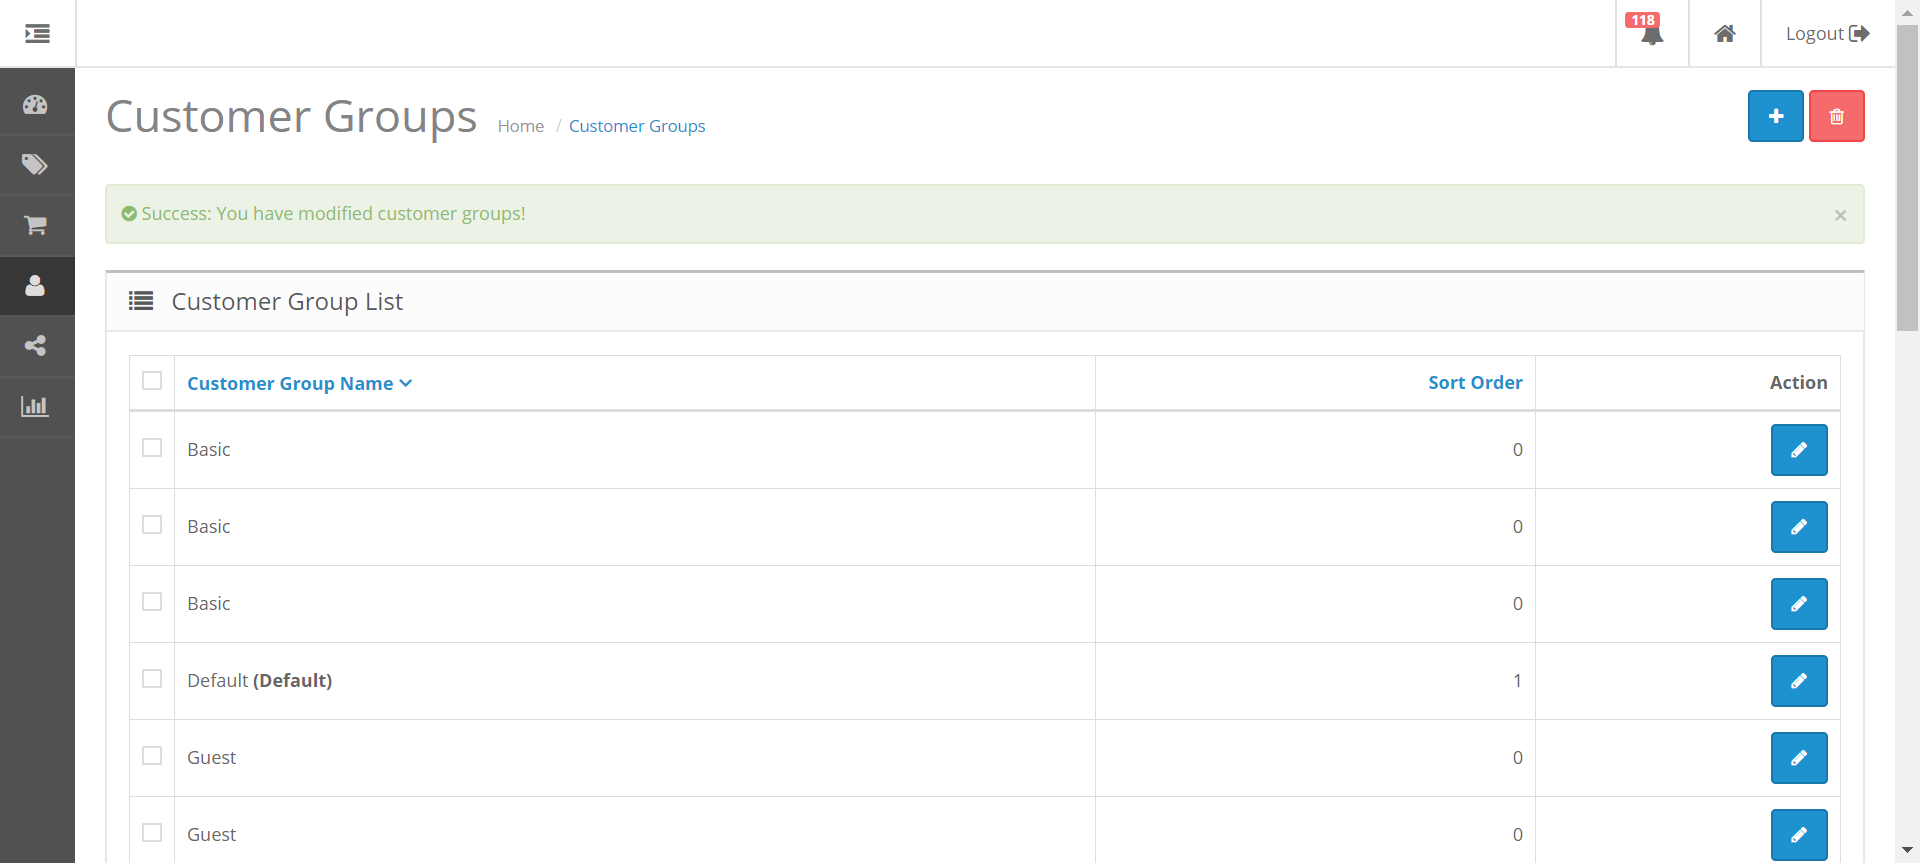 118
Logout
Customer Groups
Home / Customer Groups
Success: You have modified customer groups!
×
Customer Group List
Customer Group Name Sort Order Action
Basic 0
Basic 0
Basic 0
Default (Default) 1
Guest 0
Guest 0